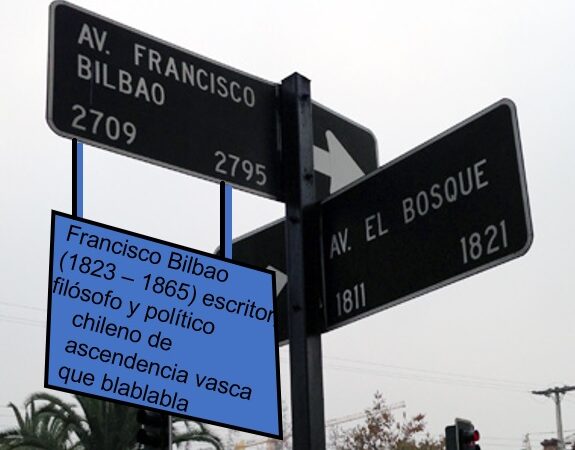 AV. FRANCISCO
BILBAO
2709 2795
AV. EL BOSQUE
1811 1821
Francisco Bilbao
(1823 – 1865) escritor
filósofo y político
chileno de
ascendencia vasca
que blablabla